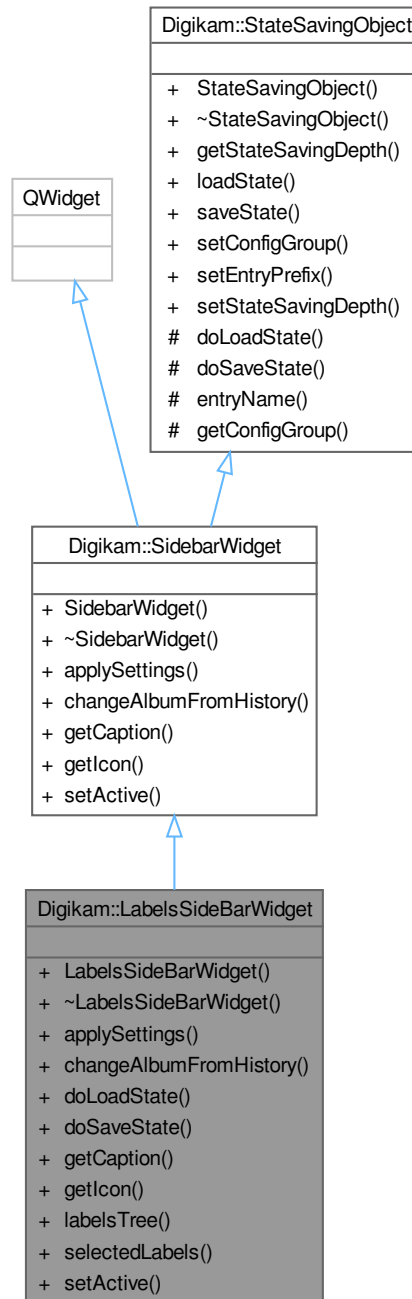 Digikam::StateSavingObject
+ StateSavingObject()
+ ~StateSavingObject()
+ getStateSavingDepth()
+ loadState()
+ saveState()
+ setConfigGroup()
+ setEntryPrefix()
+ setStateSavingDepth()
# doLoadState()
# doSaveState()
# entryName()
# getConfigGroup()
QWidget
Digikam::SidebarWidget
+ SidebarWidget()
+ ~SidebarWidget()
+ applySettings()
+ changeAlbumFromHistory()
+ getCaption()
+ getIcon()
+ setActive()
Digikam::LabelsSideBarWidget
+ LabelsSideBarWidget()
+ ~LabelsSideBarWidget()
+ applySettings()
+ changeAlbumFromHistory()
+ doLoadState()
+ doSaveState()
+ getCaption()
+ getIcon()
+ labelsTree()
+ selectedLabels()
+ setActive()